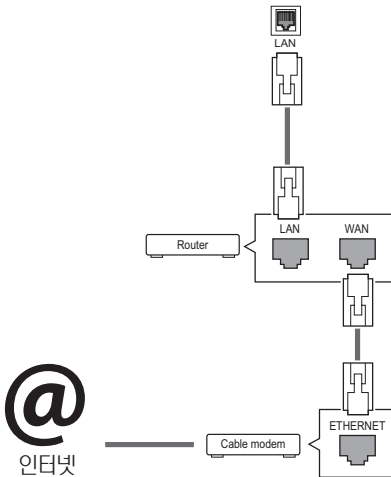 LAN
LAN
WAN
Router
ETHERNET
Cable modem
@
인터넷